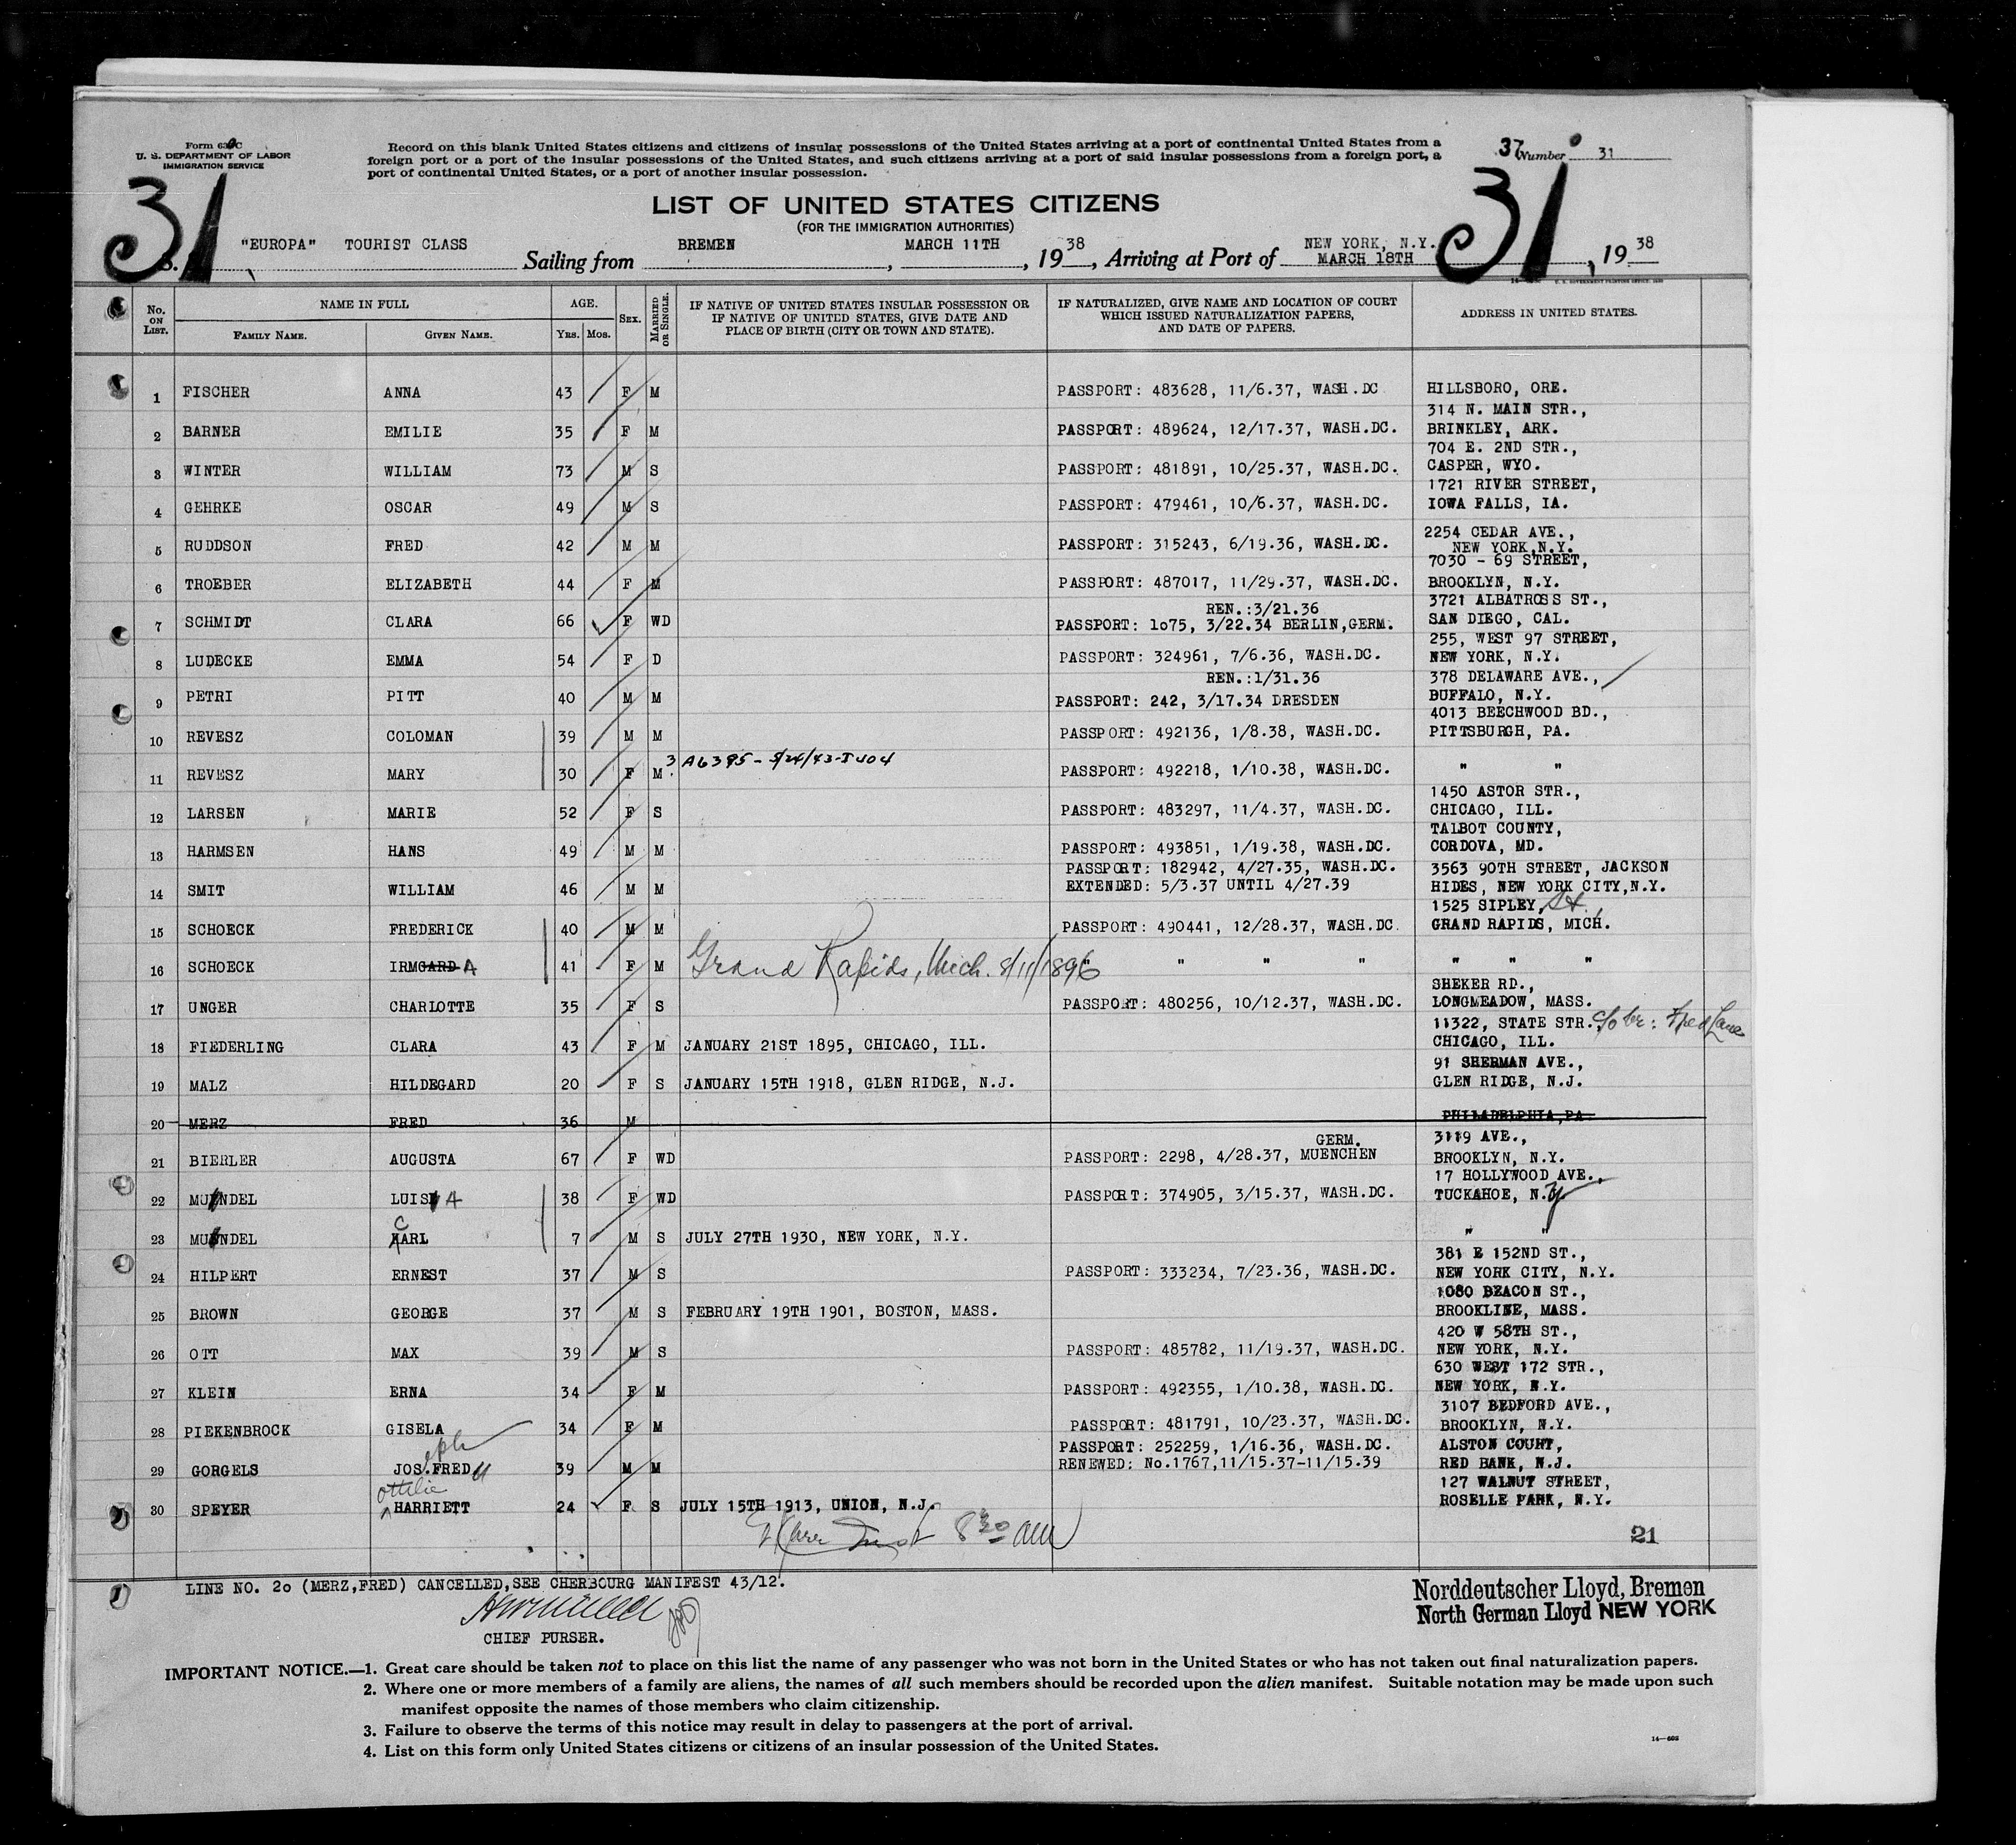 Form 630C
U. S. DEPARTMENT OF LABOR
IMMIGRATION SERVICE
Record on this blank United States citizens and citizens of insular possessions of the United States arriving at a port of continental United States from a
foreign port or a port of the insular possessions of the United States, and such citizens arriving at a port of said insular possessions from a foreign port, a
port of continental United States, or a port of another insular possession.
37 Number 31
31 31
LIST OF UNITED STATES CITIZENS
(FOR THE IMMIGRATION AUTHORITIES)
S. "EUROPA" TOURIST CLASS Sailing from BREMEN, MARCH 11TH, 1938, Arriving at Port of NEW YORK, N.Y. MARCH 18TH, 1938
No. ON LIST. NAME IN FULL AGE. SEX. MARRIED OR SINGLE. IF NATIVE OF UNITED STATES INSULAR POSSESSION OR IF NATIVE OF UNITED STATES, GIVE DATE AND PLACE OF BIRTH (CITY OR TOWN AND STATE). IF NATURALIZED, GIVE NAME AND LOCATION OF COURT WHICH ISSUED NATURALIZATION PAPERS, AND DATE OF PAPERS. ADDRESS IN UNITED STATES.
FAMILY NAME. GIVEN NAME. YRS. MOS.
1 FISCHER ANNA 43 F M PASSPORT: 483628, 11/6.37, WASH.DC HILLSBORO, ORE.
314 N. MAIN STR.,
2 BARNER EMILIE 35 F M PASSPORT: 489624, 12/17.37, WASH.DC. BRINKLEY, ARK.
704 E. 2ND STR.,
3 WINTER WILLIAM 73 M S PASSPORT: 481891, 10/25.37, WASH.DC. CASPER, WYO.
1721 RIVER STREET,
4 GEHRKE OSCAR 49 M S PASSPORT: 479461, 10/6.37, WASH.DC. IOWA FALLS, IA.
2254 CEDAR AVE.,
5 RUDDSON FRED 42 M M PASSPORT: 315243, 6/19.36, WASH.DC. NEW YORK,N.Y.
7030 - 69 STREET,
6 TROEBER ELIZABETH 44 F M PASSPORT: 487017, 11/29.37, WASH.DC. BROOKLYN, N.Y.
REN.:3/21.36 3721 ALBATROSS ST.,
7 SCHMIDT CLARA 66 F WD PASSPORT: 1o75, 3/22.34 BERLIN,GERM. SAN DIEGO, CAL.
255, WEST 97 STREET,
8 LUDECKE EMMA 54 F D PASSPORT: 324961, 7/6.36, WASH.DC. NEW YORK, N.Y.
REN.:1/31.36 378 DELAWARE AVE.,
9 PETRI PITT 40 M M PASSPORT: 242, 3/17.34 DRESDEN BUFFALO, N.Y.
4013 BEECHWOOD BD.,
10 REVESZ COLOMAN 39 M M PASSPORT: 492136, 1/8.38, WASH.DC. PITTSBURGH, PA.
3 A6395 - 5/24/43-
11 REVESZ MARY 30 F M PASSPORT: 492218, 1/10.38, WASH.DC. " "
1450 ASTOR STR.,
12 LARSEN MARIE 52 F S PASSPORT: 483297, 11/4.37, WASH.DC. CHICAGO, ILL.
TALBOT COUNTY,
13 HARMSEN HANS 49 M M PASSPORT: 493851, 1/19.38, WASH.DC. CORDOVA, MD.
PASSPORT: 182942, 4/27.35, WASH.DC. 3563 90TH STREET, JACKSON
14 SMIT WILLIAM 46 M M EXTENDED: 5/3.37 UNTIL 4/27.39 HIDES, NEW YORK CITY,N.Y.
1525 SIPLEY, St.
15 SCHOECK FREDERICK 40 M M PASSPORT: 490441, 12/28.37, WASH.DC. GRAND RAPIDS, MICH.
16 SCHOECK IRMGARD A 41 F M Grand Rapids, Mich. 8/11/1896 " " " " " " "
SHEKER RD.,
17 UNGER CHARLOTTE 35 F S PASSPORT: 480256, 10/12.37, WASH.DC. LONGMEADOW, MASS.
11322, STATE STR., c/o br: Fred Lane
18 FIEDERLING CLARA 43 F M JANUARY 21ST 1895, CHICAGO, ILL. CHICAGO, ILL.
91 SHERMAN AVE.,
19 MALZ HILDEGARD 20 F S JANUARY 15TH 1918, GLEN RIDGE, N.J. GLEN RIDGE, N.J.
20 MERZ FRED 36 M PHILADELPHIA,PA.
GERM. 3119 AVE.,
21 BIERLER AUGUSTA 67 F WD PASSPORT: 2298, 4/28.37, MUENCHEN BROOKLYN, N.Y.
17 HOLLYWOOD AVE.,
22 MUENDEL LUISE A 38 F WD PASSPORT: 374905, 3/15.37, WASH.DC. TUCKAHOE, N.Y
C
23 MUENDEL KARL 7 M S JULY 27TH 1930, NEW YORK, N.Y. " "
381 E 152ND ST.,
24 HILPERT ERNEST 37 M S PASSPORT: 333234, 7/23.36, WASH.DC. NEW YORK CITY, N.Y.
1080 BEACON ST.,
25 BROWN GEORGE 37 M S FEBRUARY 19TH 1901, BOSTON, MASS. BROOKLINE, MASS.
420 W 58TH ST.,
26 OTT MAX 39 M S PASSPORT: 485782, 11/19.37, WASH.DC. NEW YORK, N.Y.
630 WEST 172 STR.,
27 KLEIN ERNA 34 F M PASSPORT: 492355, 1/10.38, WASH.DC. NEW YORK, N.Y.
3107 BEDFORD AVE.,
28 PIEKENBROCK GISELA 34 F M PASSPORT: 481791, 10/23.37, WASH.DC. BROOKLYN, N.Y.
eph PASSPORT: 252259, 1/16.36, WASH.DC. ALSTON COURT,
29 GORGELS JOS.FRED 39 M M RENEWED: No.1767,11/15.37-11/15.39 RED BANK, N.J.
Ottilie 127 WALNUT STREET,
30 SPEYER HARRIETT 24 F S JULY 15TH 1913, UNION, N.J. ROSELLE PARK, N.Y.
Insp 8 30 am 21
LINE NO. 2o (MERZ,FRED) CANCELLED,SEE CHERBOURG MANIFEST 43/12.
CHIEF PURSER.
Norddeutscher Lloyd, Bremen
North German Lloyd NEW YORK
IMPORTANT NOTICE.—1. Great care should be taken not to place on this list the name of any passenger who was not born in the United States or who has not taken out final naturalization papers.
2. Where one or more members of a family are aliens, the names of all such members should be recorded upon the alien manifest. Suitable notation may be made upon such
manifest opposite the names of those members who claim citizenship.
3. Failure to observe the terms of this notice may result in delay to passengers at the port of arrival.
4. List on this form only United States citizens or citizens of an insular possession of the United States.